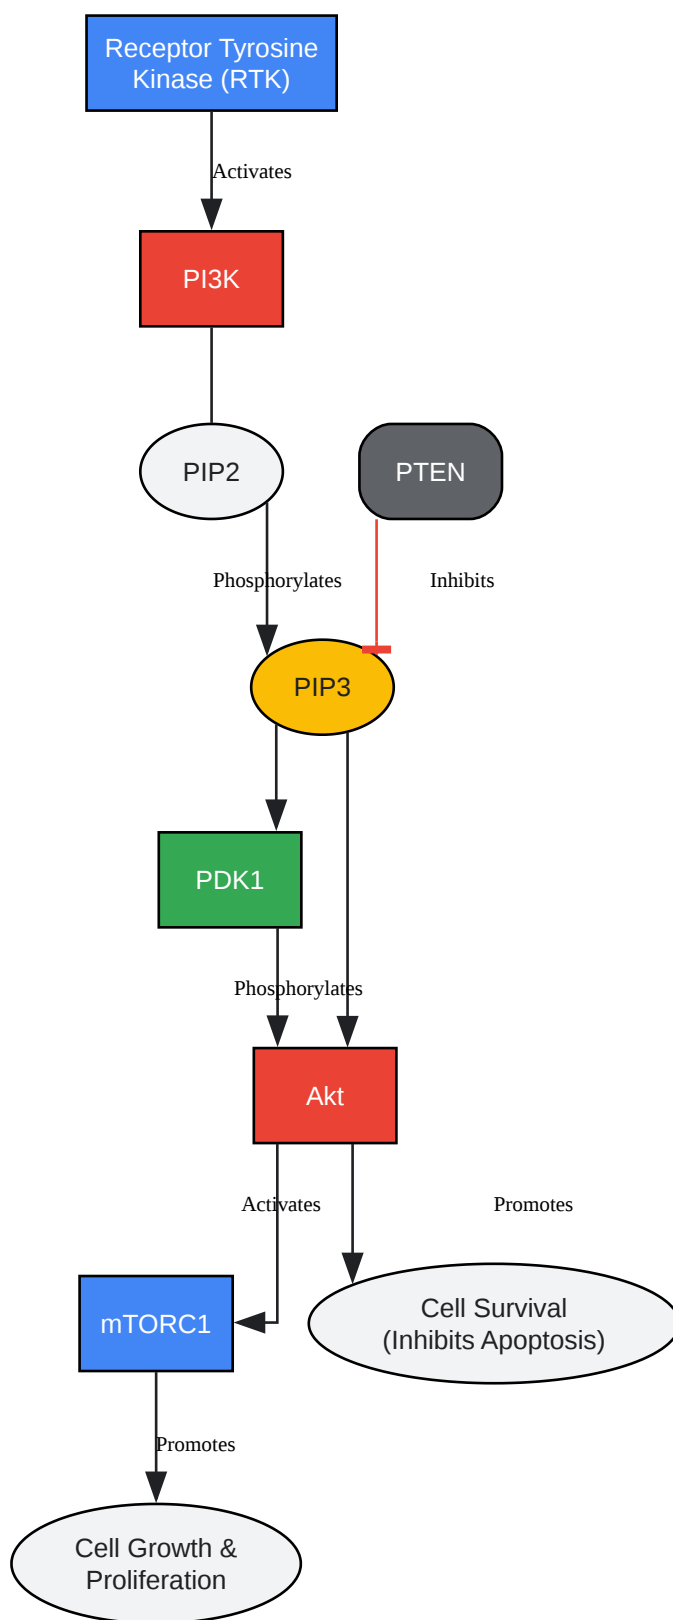 Receptor Tyrosine
Kinase (RTK)
Activates
PI3K
PIP2
PTEN
Phosphorylates
Inhibits
PIP3
PDK1
Phosphorylates
Akt
Activates
Promotes
mTORC1
Cell Survival
(Inhibits Apoptosis)
Promotes
Cell Growth &
Proliferation